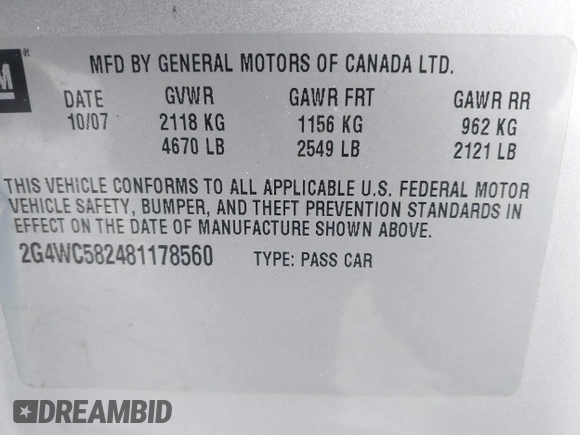 M ®
MFD BY GENERAL MOTORS OF CANADA LTD.
DATE GVWR GAWR FRT GAWR RR
10/07 2118 KG 1156 KG 962 KG
4670 LB 2549 LB 2121 LB
THIS VEHICLE CONFORMS TO ALL APPLICABLE U.S. FEDERAL MOTOR
VEHICLE SAFETY, BUMPER, AND THEFT PREVENTION STANDARDS IN
EFFECT ON THE DATE OF MANUFACTURE SHOWN ABOVE.
2G4WC582481178560 TYPE: PASS CAR
DREAMBID